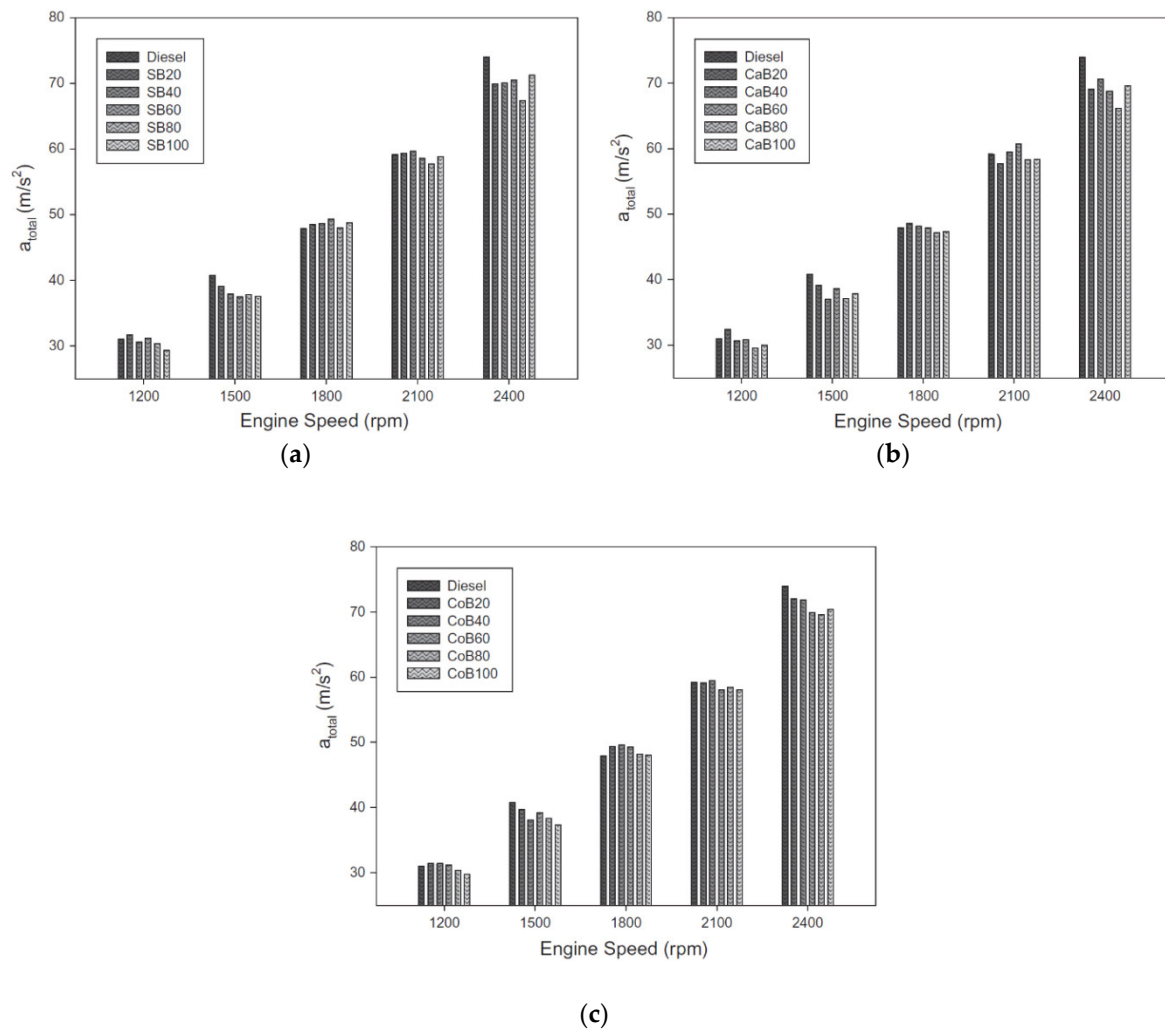 80
70
60
50
40
30
a_total (m/s²)
Diesel
SB20
SB40
SB60
SB80
SB100
1200 1500 1800 2100 2400
Engine Speed (rpm)
(a)
80
70
60
50
40
30
a_total (m/s²)
Diesel
CaB20
CaB40
CaB60
CaB80
CaB100
1200 1500 1800 2100 2400
Engine Speed (rpm)
(b)
80
70
60
50
40
30
a_total (m/s²)
Diesel
CoB20
CoB40
CoB60
CoB80
CoB100
1200 1500 1800 2100 2400
Engine Speed (rpm)
(c)